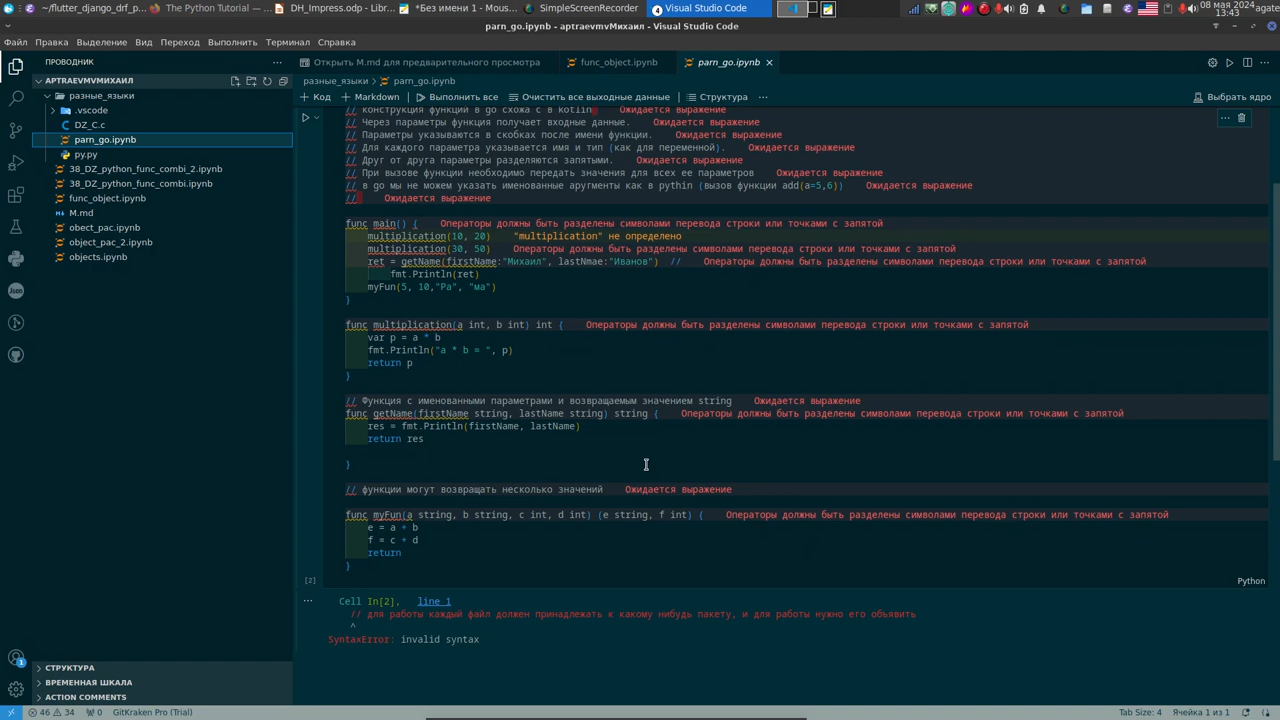 ~/flutter_django_drf_p...
The Python Tutorial (...
DH_Impress.odp - Libr...
*Без имени 1 - Mous...
SimpleScreenRecorder
Visual Studio Code
08 мая 2024
13:43
agate
parn_go.ipynb - артraevmvМихаил - Visual Studio Code
Файл Правка Выделение Вид Переход Выполнить Терминал Справка
ПРОВОДНИК
АРТRAEVMVМИХАИЛ
разные_языки
.vscode
DZ_C.c
parn_go.ipynb
py.py
38_DZ_python_func_combi_2.ipynb
38_DZ_python_func_combi.ipynb
func_object.ipynb
M.md
obect_pac.ipynb
object_pac_2.ipynb
objects.ipynb
СТРУКТУРА
ВРЕМЕННАЯ ШКАЛА
ACTION COMMENTS
Открыть M.md для предварительного просмотра
func_object.ipynb
parn_go.ipynb
разные_языки > parn_go.ipynb
+ Код + Markdown Выполнить все Очистить все выходные данные Структура ... Выбрать ядро
// конструкция функции в go схожа с в kotlin Ожидается выражение
// Через параметры функция получает входные данные. Ожидается выражение
// Параметры указываются в скобках после имени функции. Ожидается выражение
// Для каждого параметра указывается имя и тип (как для переменной). Ожидается выражение
// Друг от друга параметры разделяются запятыми. Ожидается выражение
// При вызове функции необходимо передать значения для всех ее параметров Ожидается выражение
// в go мы не можем указать именованные аругменты как в pythin (вызов функции add(a=5,6)) Ожидается выражение
// Ожидается выражение
func main() { Операторы должны быть разделены символами перевода строки или точками с запятой
multiplication(10, 20) "multiplication" не определено
multiplication(30, 50) Операторы должны быть разделены символами перевода строки или точками с запятой
ret = getName(firstName:"Михаил", lastNmae:"Иванов") // Операторы должны быть разделены символами перевода строки или точками с запятой
fmt.Println(ret)
myFun(5, 10,"Ра", "ма")
}
func multiplication(a int, b int) int { Операторы должны быть разделены символами перевода строки или точками с запятой
var p = a * b
fmt.Println("a * b = ", p)
return p
}
// Функция с именованными параметрами и возвращаемым значением string Ожидается выражение
func getName(firstName string, lastName string) string { Операторы должны быть разделены символами перевода строки или точками с запятой
res = fmt.Println(firstName, lastName)
return res
}
// функции могут возвращать несколько значений Ожидается выражение
func myFun(a string, b string, c int, d int) (e string, f int) { Операторы должны быть разделены символами перевода строки или точками с запятой
e = a + b
f = c + d
return
}
[2]
Python
Cell In[2], line 1
// для работы каждый файл должен принадлежать к какому нибудь пакету, и для работы нужно его объявить
^
SyntaxError: invalid syntax
46 34 0 GitKraken Pro (Trial) Tab Size: 4 Ячейка 1 из 1